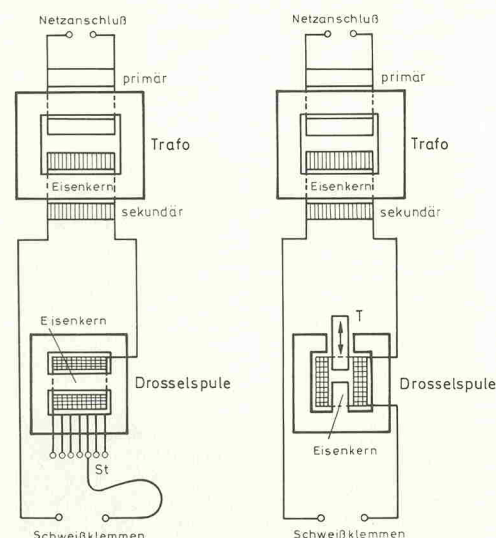 Netzanschluß
primär
Trafo
Eisenkern
sekundär
Eisenkern
Drosselspule
St
Schweißklemmen
Netzanschluß
primär
Trafo
Eisenkern
sekundär
T
Drosselspule
Eisenkern
Schweißklemmen